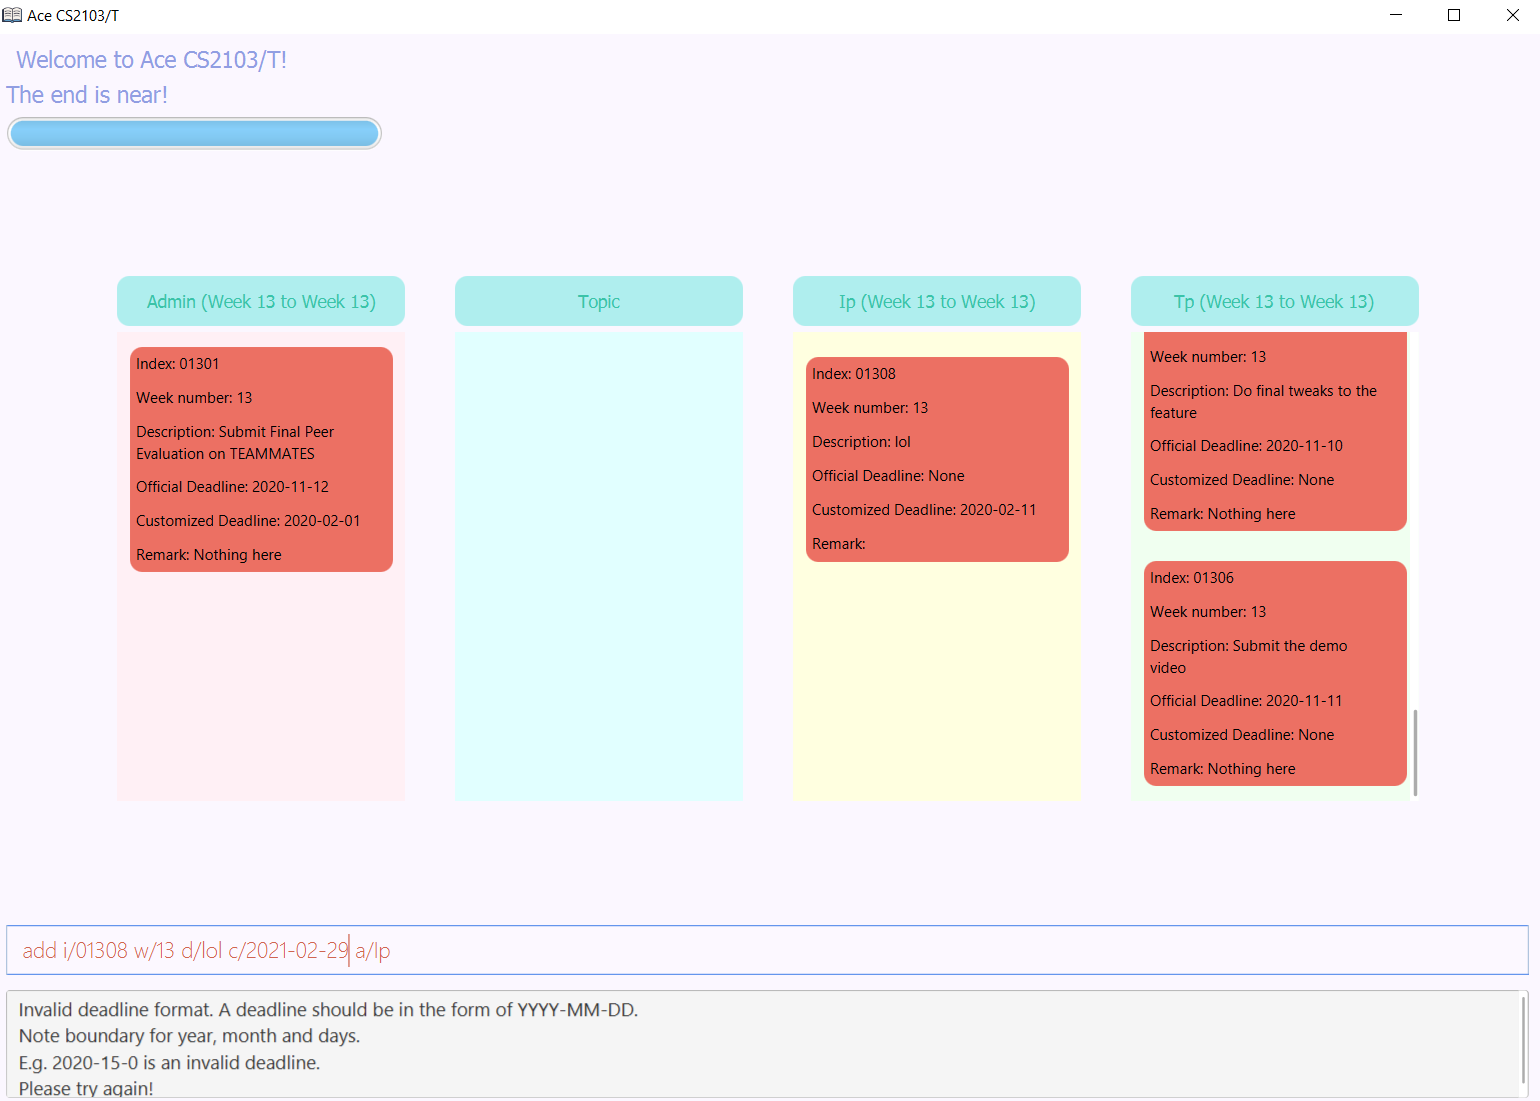 Ace CS2103/T
Welcome to Ace CS2103/T!
The end is near!
Admin (Week 13 to Week 13)
Index: 01301
Week number: 13
Description: Submit Final Peer
Evaluation on TEAMMATES
Official Deadline: 2020-11-12
Customized Deadline: 2020-02-01
Remark: Nothing here
Topic
Ip (Week 13 to Week 13)
Index: 01308
Week number: 13
Description: lol
Official Deadline: None
Customized Deadline: 2020-02-11
Remark:
Tp (Week 13 to Week 13)
Week number: 13
Description: Do final tweaks to the
feature
Official Deadline: 2020-11-10
Customized Deadline: None
Remark: Nothing here
Index: 01306
Week number: 13
Description: Submit the demo
video
Official Deadline: 2020-11-11
Customized Deadline: None
Remark: Nothing here
add i/01308 w/13 d/lol c/2021-02-29 a/Ip
Invalid deadline format. A deadline should be in the form of YYYY-MM-DD.
Note boundary for year, month and days.
E.g. 2020-15-0 is an invalid deadline.
Please try again!